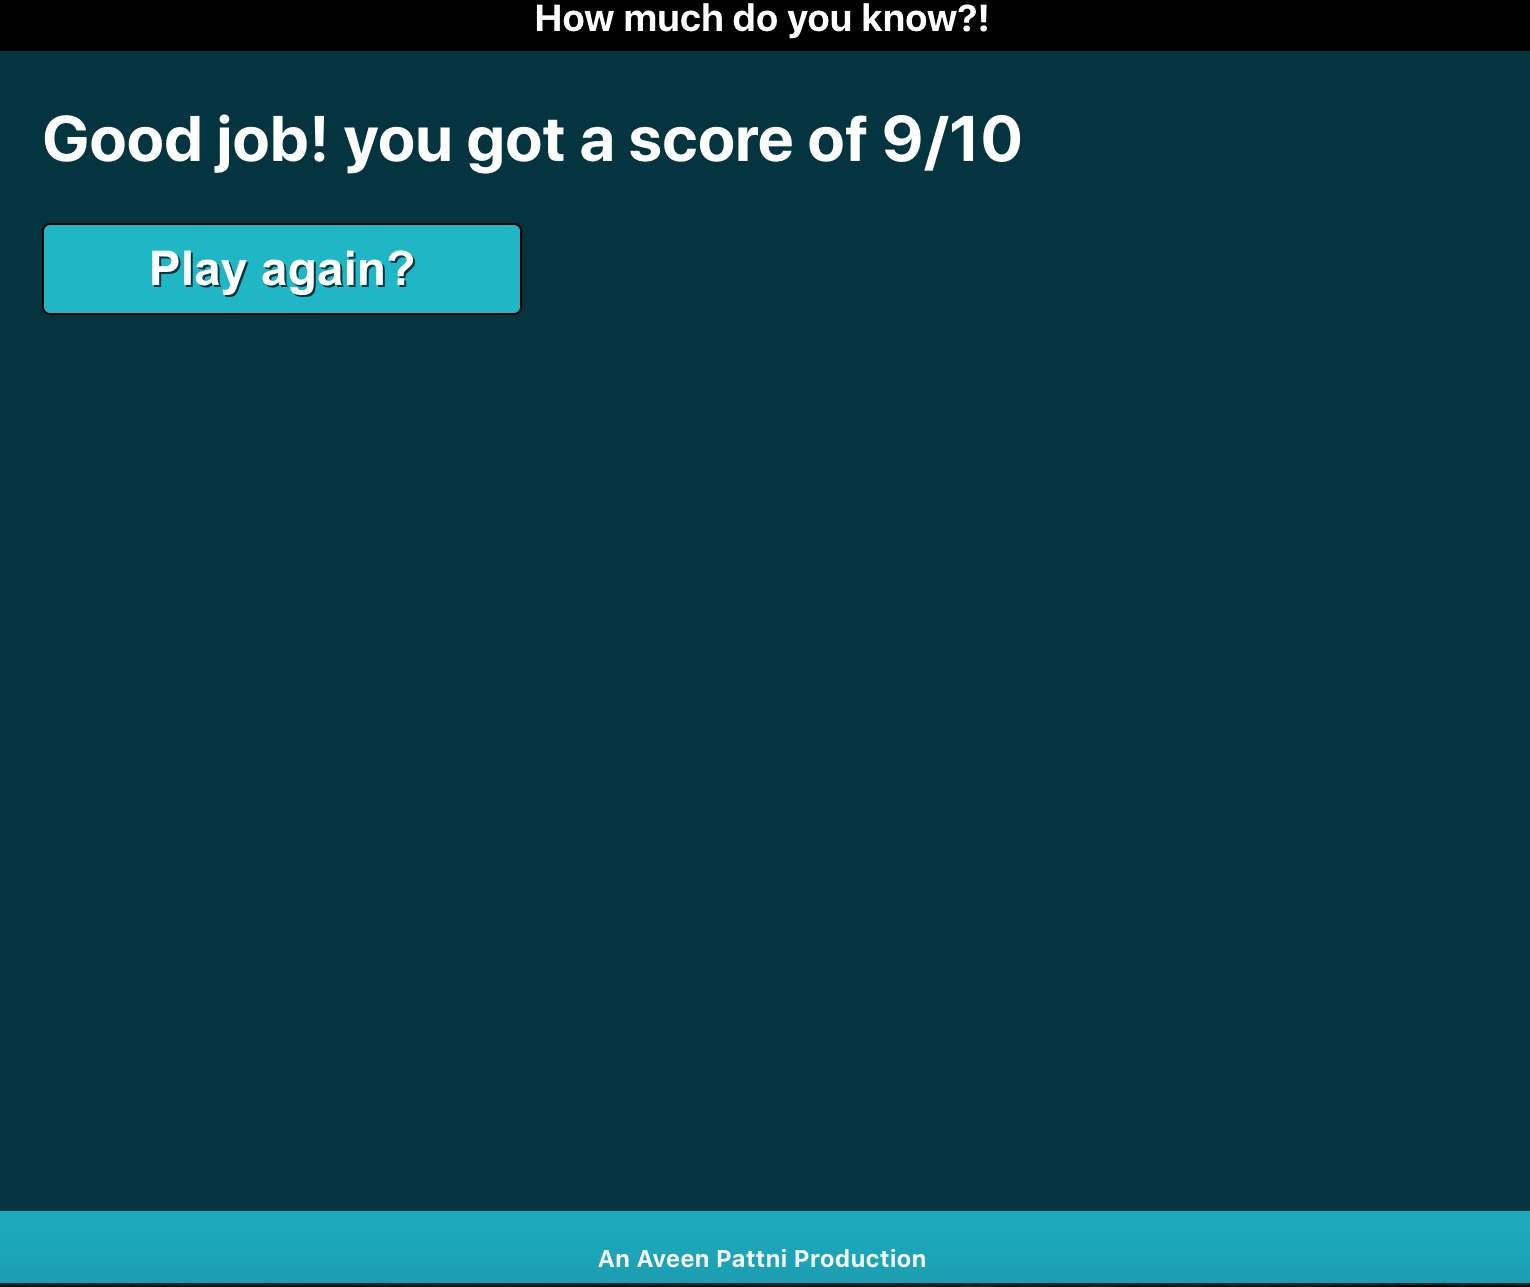 How much do you know?!
Good job! you got a score of 9/10
Play again?
An Aveen Pattni Production